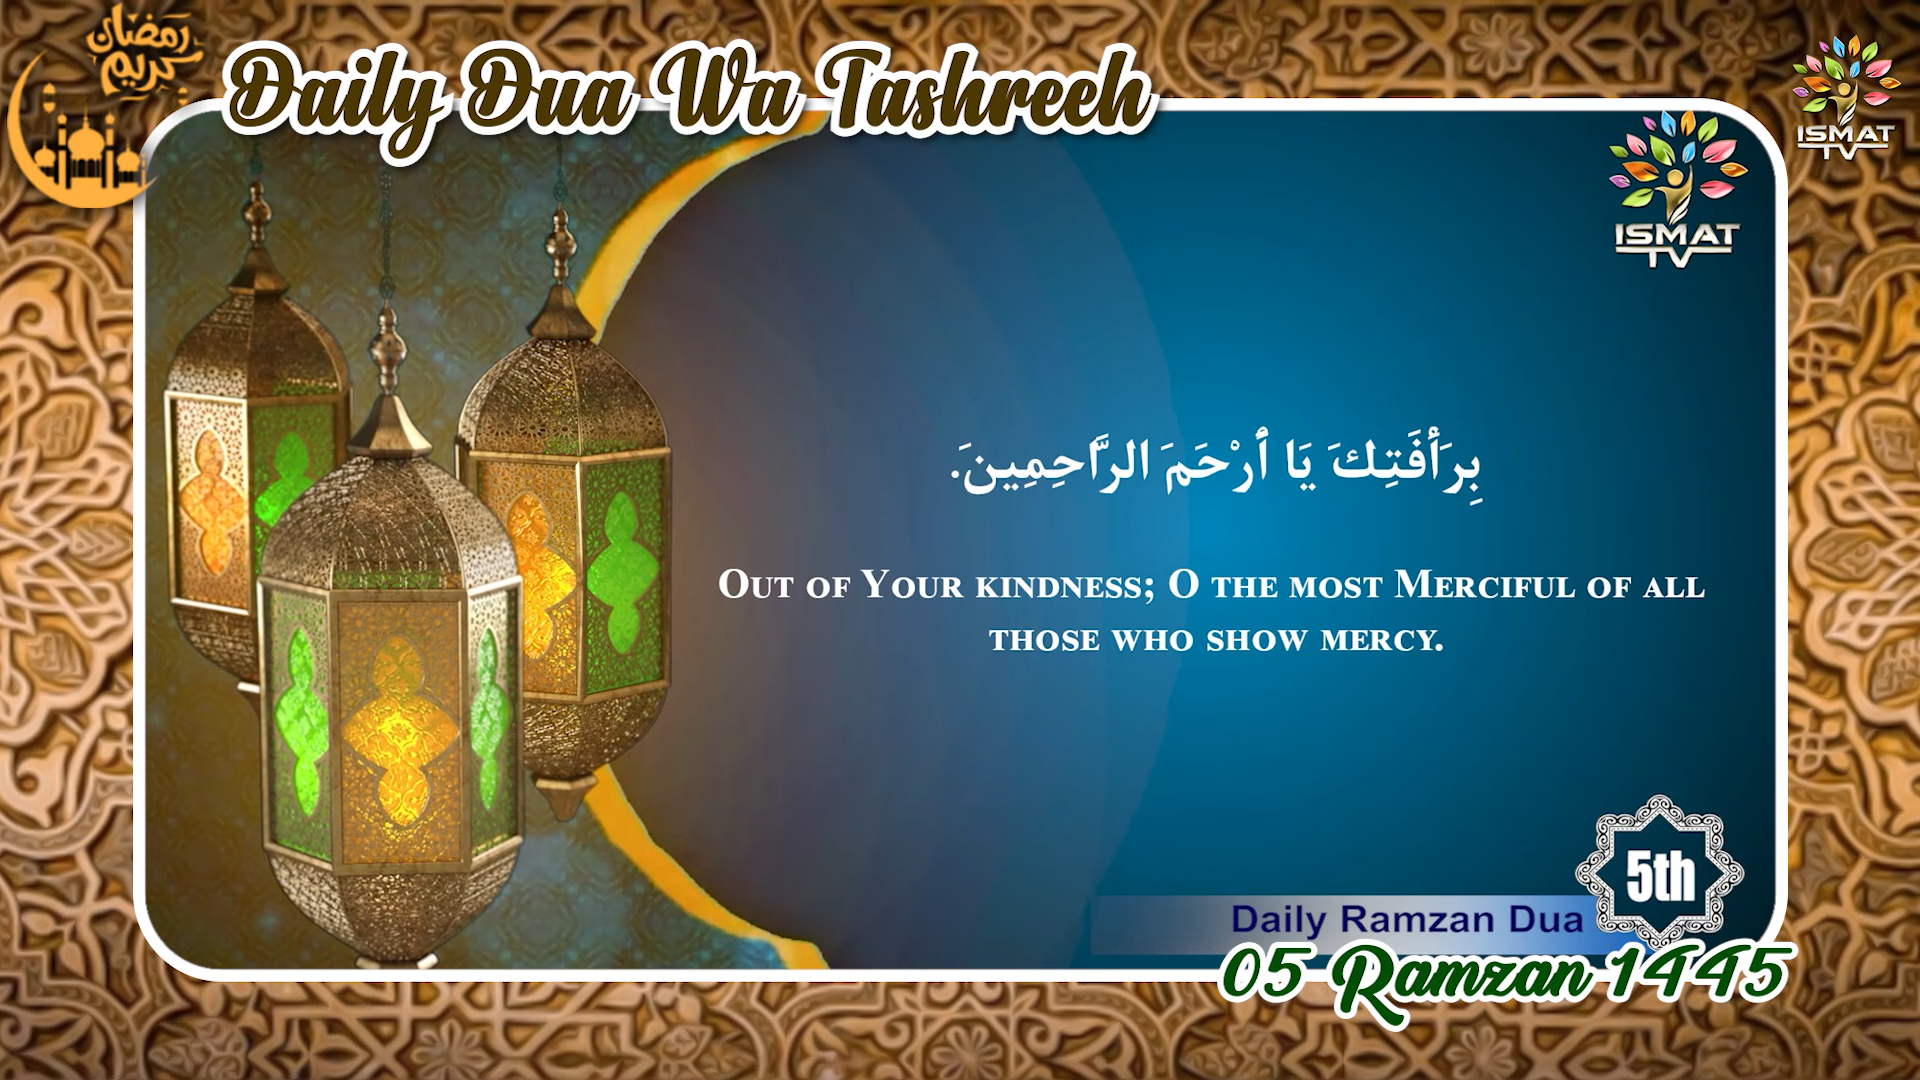 رمضان
كريم
Daily Dua Wa Tashreeh
ISMAT
TV
ISMAT
TV
بِرَأْفَتِكَ يَا أَرْحَمَ الرَّاحِمِينَ.
Out of Your kindness; O the most Merciful of all
those who show mercy.
5th
Daily Ramzan Dua
05 Ramzan 1445